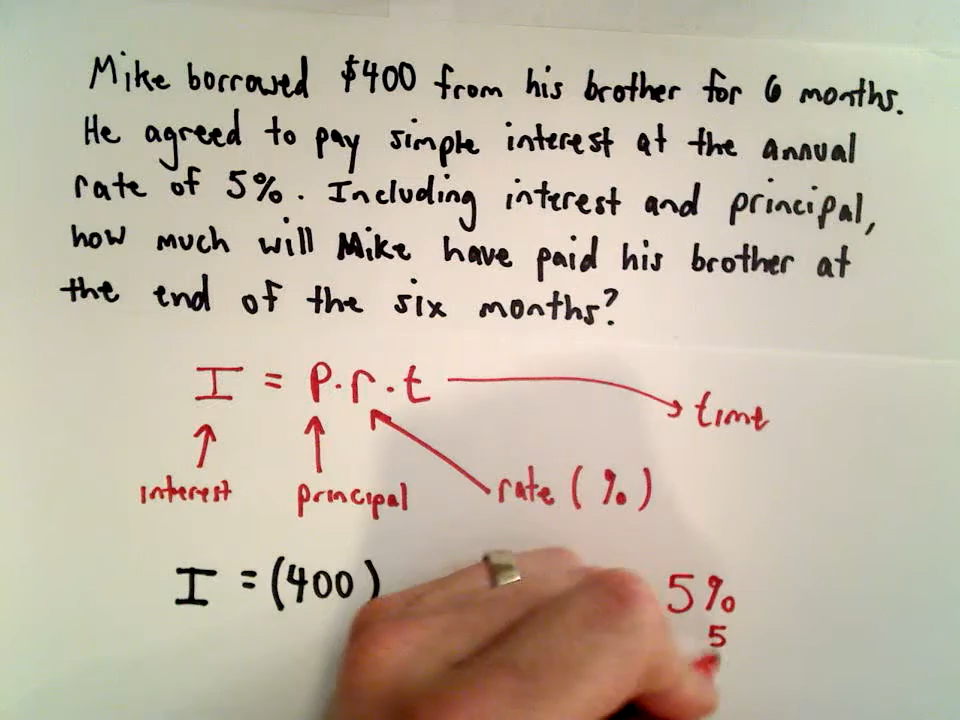 Mike borrowed $400 from his brother for 6 months.
He agreed to pay simple interest at the annual
rate of 5%. Including interest and principal,
how much will Mike have paid his brother at
the end of the six months?
I = P.r.t
time
interest
principal
rate (%)
I = (400)
5%
5